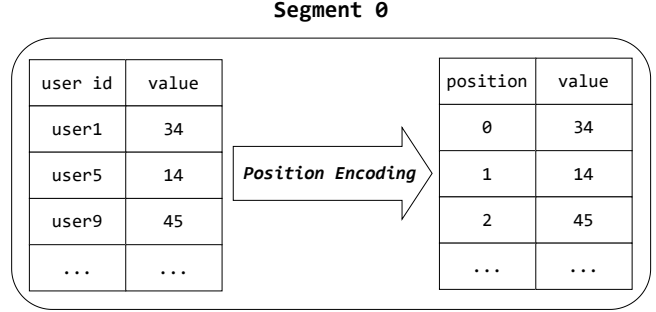 Segment 0
user id value
user1 34
user5 14
user9 45
... ...
Position Encoding
position value
0 34
1 14
2 45
... ...